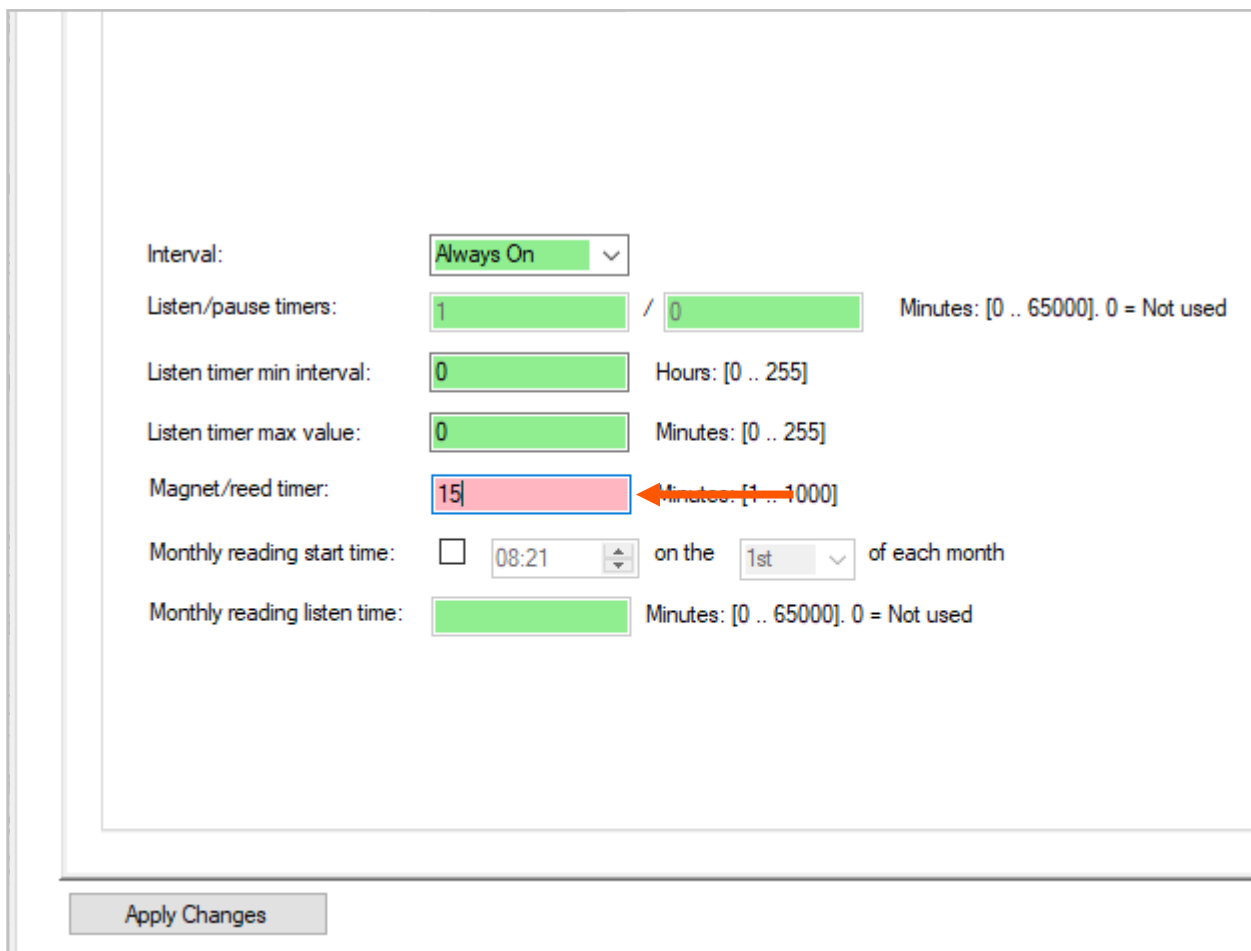 Interval: Always On
Listen/pause timers: 1 / 0 Minutes: [0 .. 65000]. 0 = Not used
Listen timer min interval: 0 Hours: [0 .. 255]
Listen timer max value: 0 Minutes: [0 .. 255]
Magnet/reed timer: 15 Minutes: [1 .. 1000]
Monthly reading start time: 08:21 on the 1st of each month
Monthly reading listen time: Minutes: [0 .. 65000]. 0 = Not used
Apply Changes